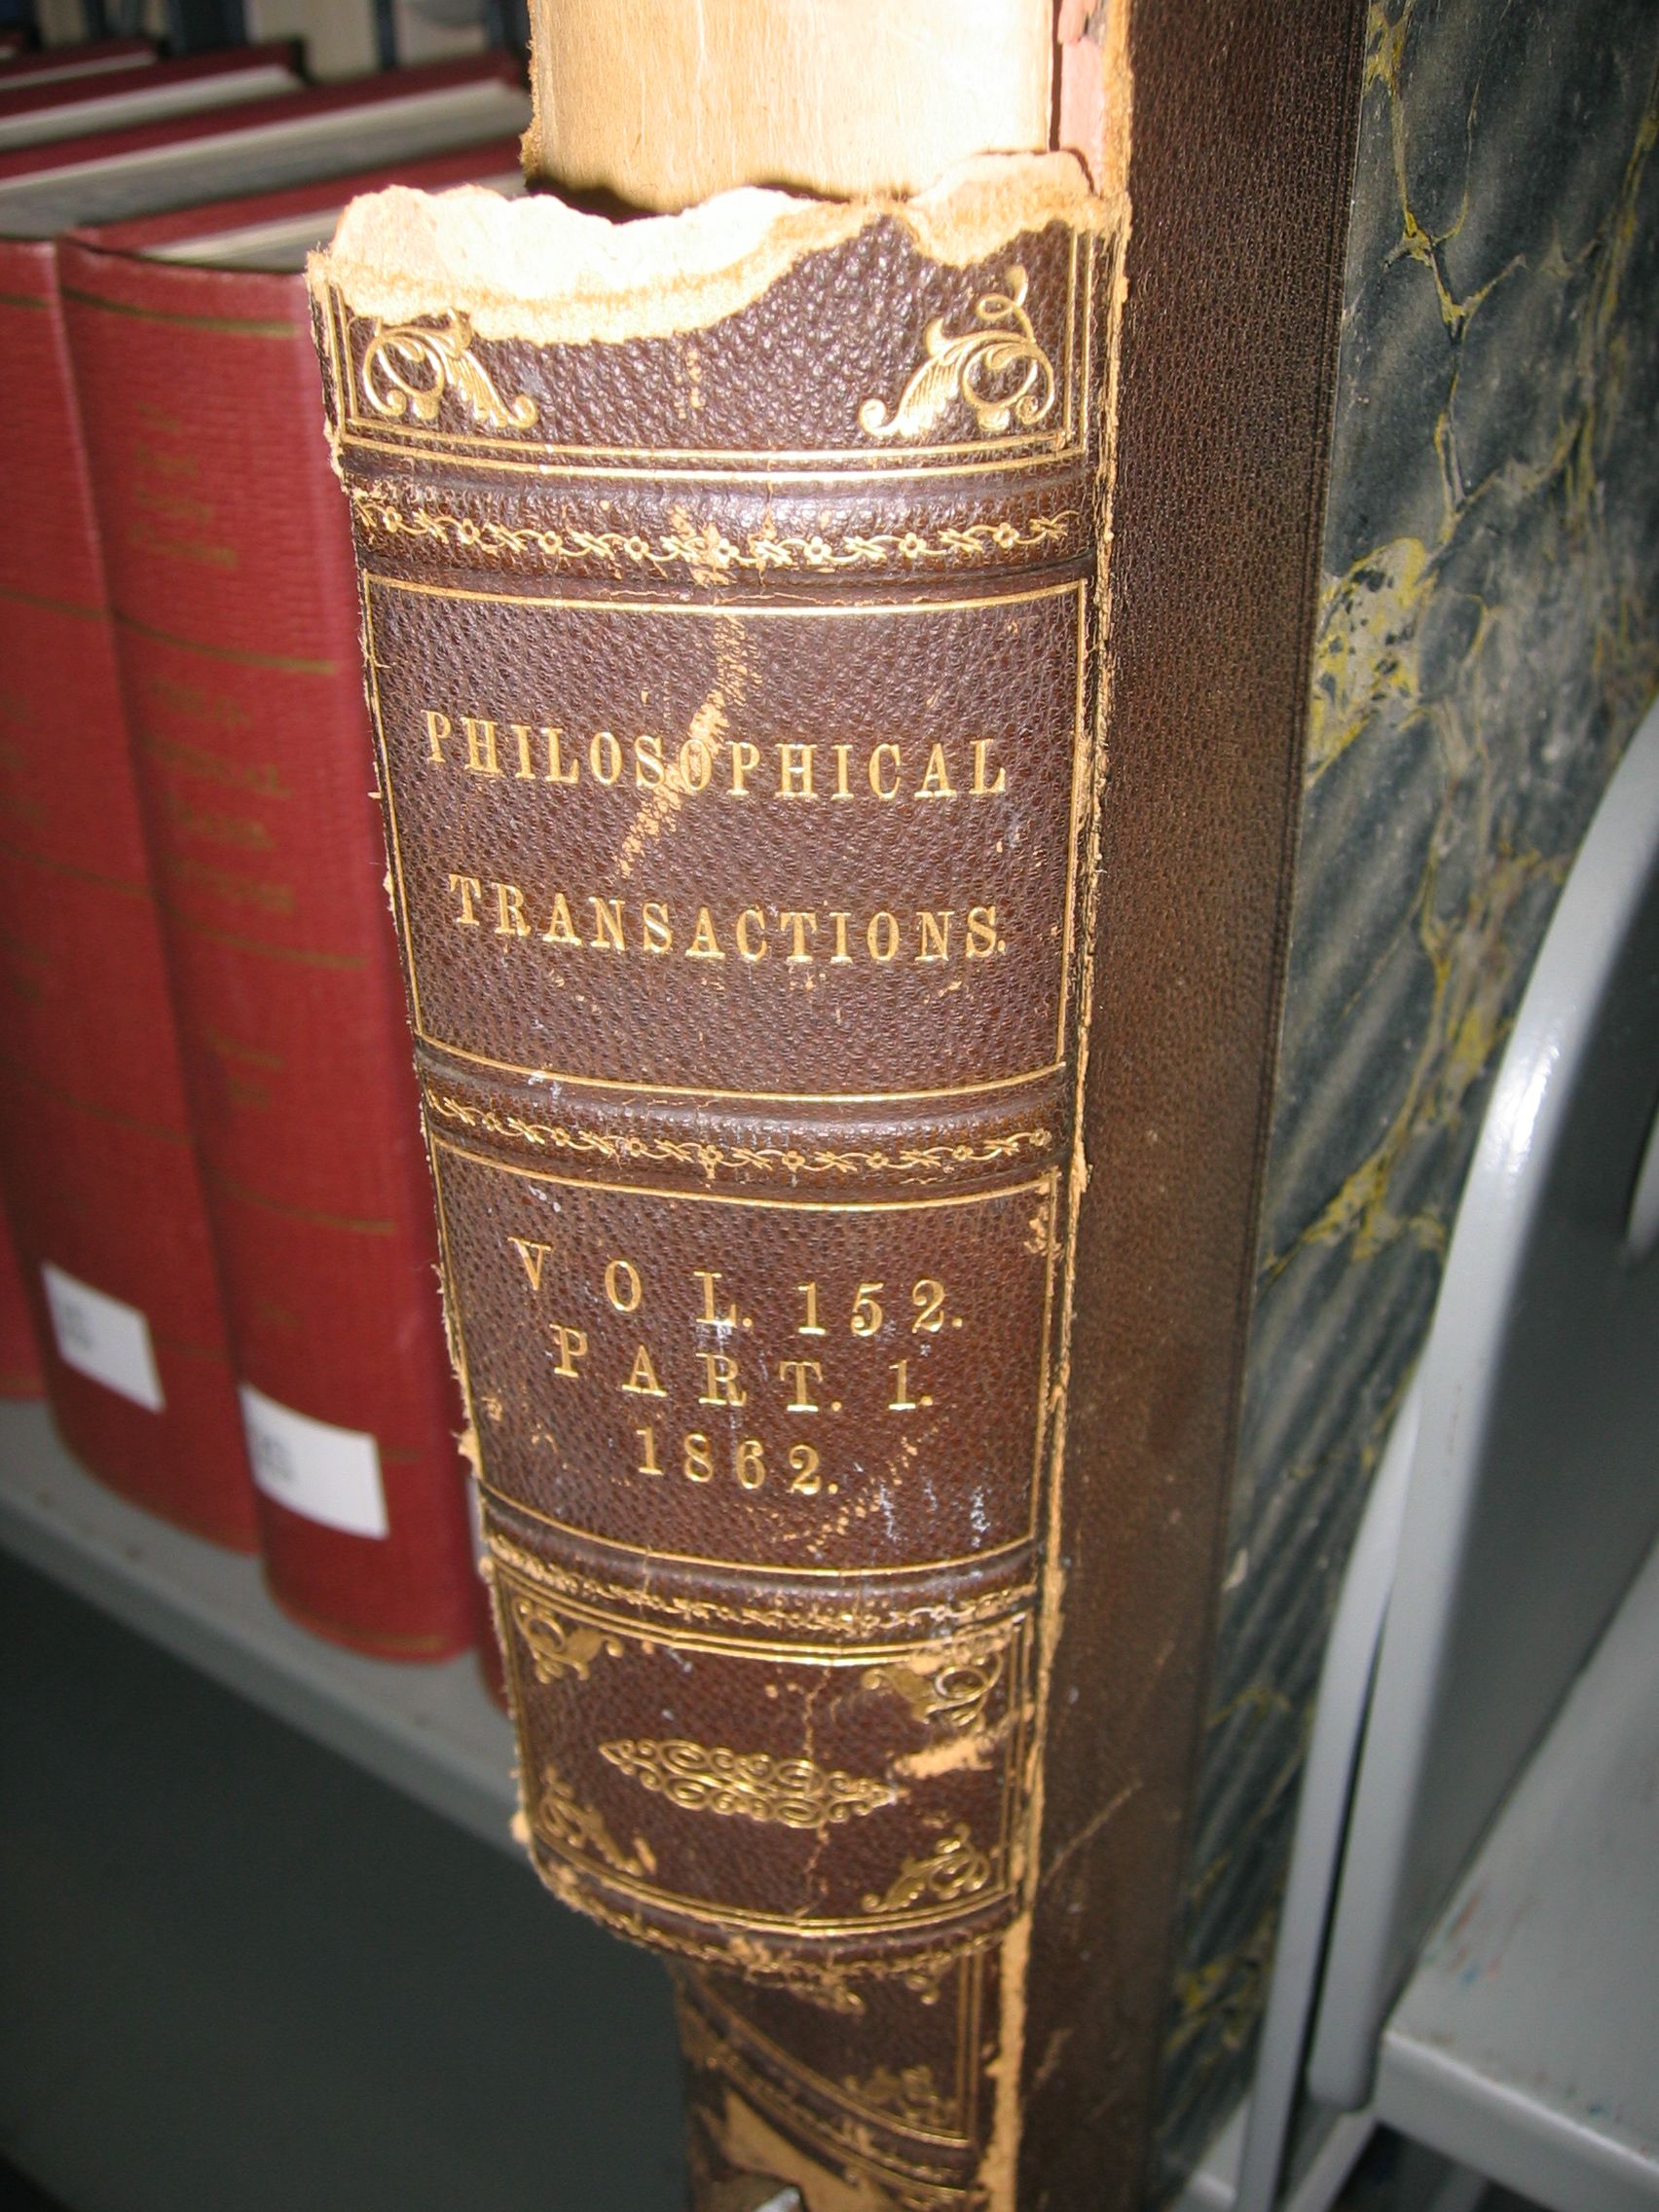 PHILOSOPHICAL
TRANSACTIONS.
VOL. 152.
PART. 1.
1862.